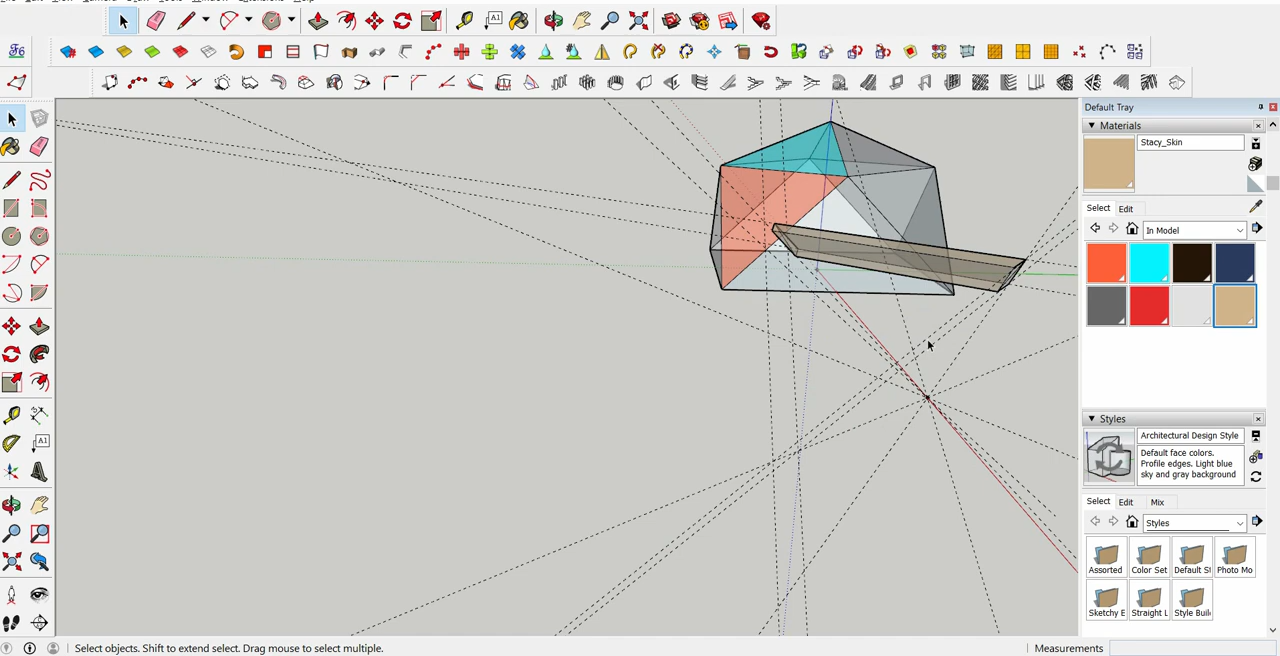 A1
Default Tray
Materials
Stacy_Skin
Select Edit
In Model
A1
Styles
Architectural Design Style
Default face colors.
Profile edges. Light blue
sky and gray background
Select Edit Mix
Styles
Assorted Color Set Default St Photo Mo
Sketchy E Straight L Style Buil
Select objects. Shift to extend select. Drag mouse to select multiple. Measurements